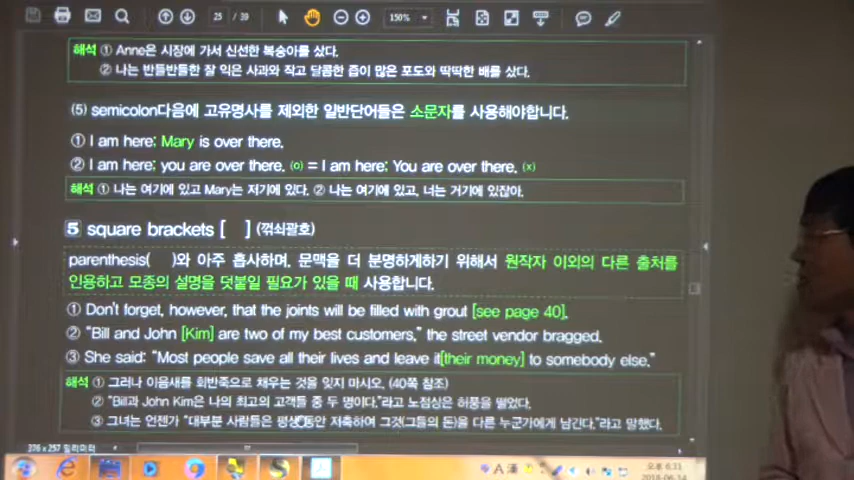 25 / 39
150%
해석 ① Anne은 시장에 가서 신선한 복숭아를 샀다.
② 나는 반들반들한 잘 익은 사과와 작고 달콤한 즙이 많은 포도와 딱딱한 배를 샀다.
(5) semicolon다음에 고유명사를 제외한 일반단어들은 소문자를 사용해야합니다.
① I am here; Mary is over there.
② I am here; you are over there. (o) = I am here; You are over there. (x)
해석 ① 나는 여기에 있고 Mary는 저기에 있다. ② 나는 여기에 있고, 너는 거기에 있잖아.
5 square brackets [ ] (꺾쇠괄호)
parenthesis( )와 아주 흡사하며, 문맥을 더 분명하게하기 위해서 원작자 이외의 다른 출처를
인용하고 모종의 설명을 덧붙일 필요가 있을 때 사용합니다.
① Don't forget, however, that the joints will be filled with grout [see page 40].
② “Bill and John [Kim] are two of my best customers,” the street vendor bragged.
③ She said: “Most people save all their lives and leave it[their money] to somebody else.”
해석 ① 그러나 이음새를 회반죽으로 채우는 것을 잊지 마시오. (40쪽 참조)
② “Bill과 John Kim은 나의 최고의 고객들 중 두 명이다.”라고 노점상은 허풍을 떨었다.
③ 그녀는 언젠가 “대부분 사람들은 평생동안 저축하여 그것(그들의 돈)을 다른 누군가에게 남긴다.”라고 말했다.
376 x 257 밀리미터
A 漢
오후 6:31
2018-06-14